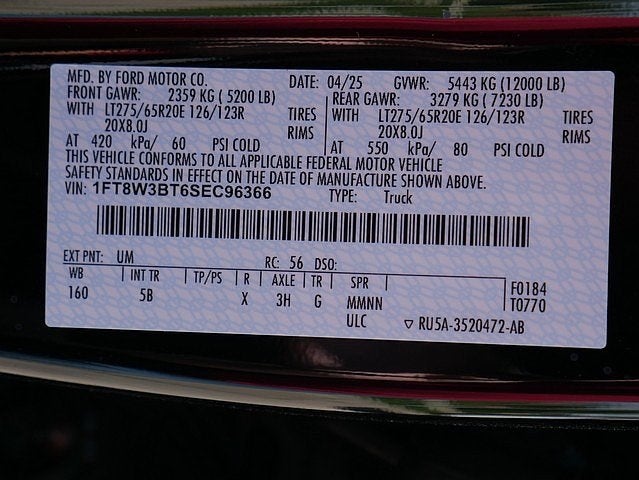 MFD. BY FORD MOTOR CO. DATE: 04/25 GVWR: 5443 KG (12000 LB)
FRONT GAWR: 2359 KG (5200 LB) REAR GAWR: 3279 KG (7230 LB)
WITH LT275/65R20E 126/123R TIRES WITH LT275/65R20E 126/123R TIRES
20X8.0J RIMS 20X8.0J RIMS
AT 420 kPa/ 60 PSI COLD AT 550 kPa/ 80 PSI COLD
THIS VEHICLE CONFORMS TO ALL APPLICABLE FEDERAL MOTOR VEHICLE
SAFETY STANDARDS IN EFFECT ON THE DATE OF MANUFACTURE SHOWN ABOVE.
VIN: 1FT8W3BT6SEC96366 TYPE: Truck
EXT PNT: UM RC: 56 DSO:
WB INT TR TP/PS R AXLE TR SPR F0184
160 5B X 3H G MMNN T0770
ULC ▽ RU5A-3520472-AB